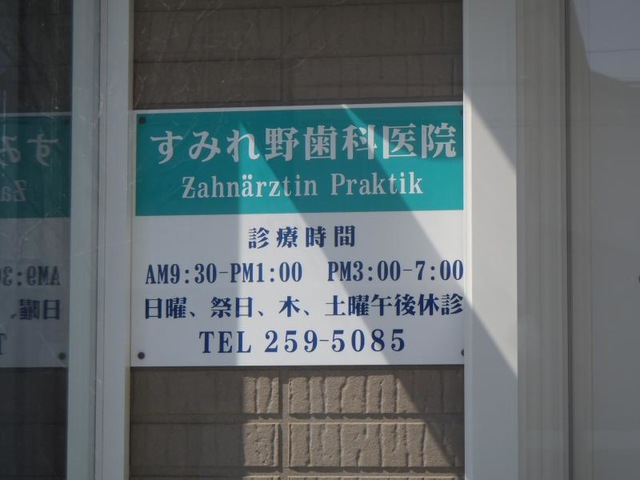 すみれ野歯科医院
Zahnärztin Praktik
診療時間
AM9:30-PM1:00 PM3:00-7:00
日曜、祭日、木、土曜午後休診
TEL 259-5085